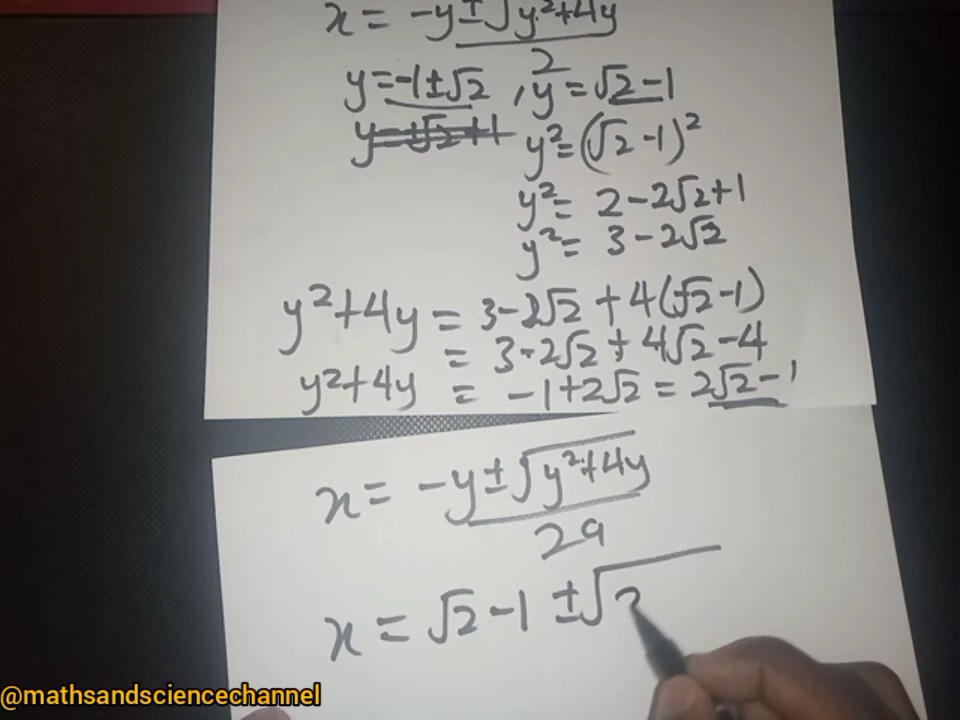 x = -y±√y²+4y
2
y=-1±√2 , y = √2-1
y=±√2+1 y²=(√2-1)²
y²= 2-2√2+1
y²= 3-2√2
y²+4y = 3-2√2 + 4(√2-1)
= 3-2√2 + 4√2-4
y²+4y = -1+2√2 = 2√2-1
x = -y±√y²+4y
2a
x = √2-1 ±√2
@mathsandsciencechannel